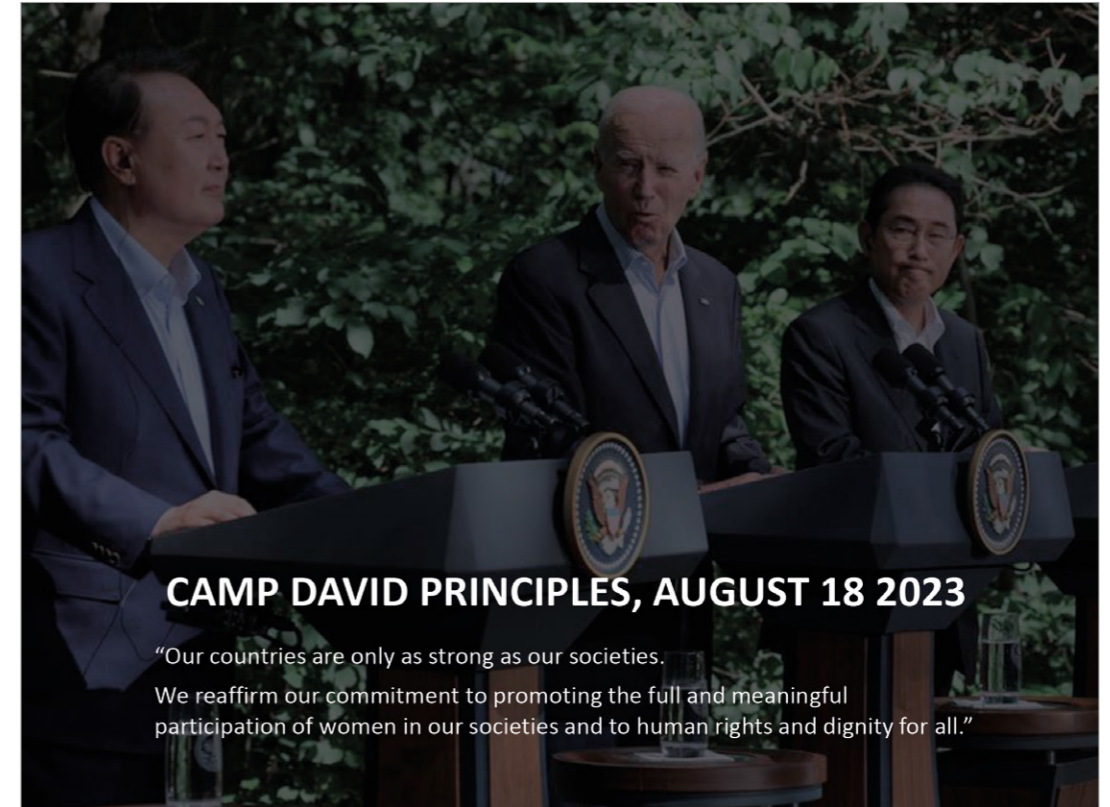 CAMP DAVID PRINCIPLES, AUGUST 18 2023
“Our countries are only as strong as our societies.
We reaffirm our commitment to promoting the full and meaningful
participation of women in our societies and to human rights and dignity for all.”